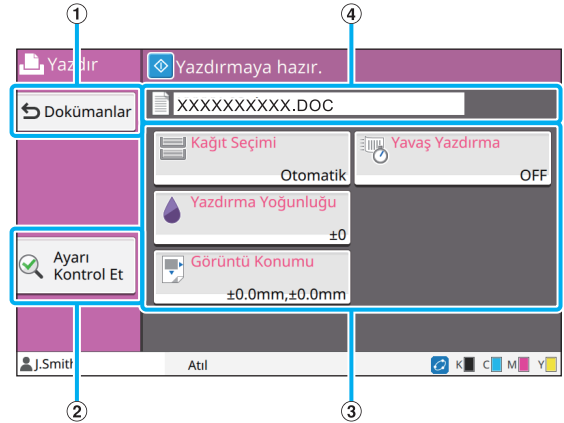 1
4
Yazdır
Yazdırmaya hazır.
Dokümanlar
XXXXXXXXXX.DOC
Kağıt Seçimi
Otomatik
Yavaş Yazdırma
OFF
Yazdırma Yoğunluğu
±0
Ayarı
Kontrol Et
Görüntü Konumu
±0.0mm,±0.0mm
J.Smith
Atıl
K C M Y
2
3